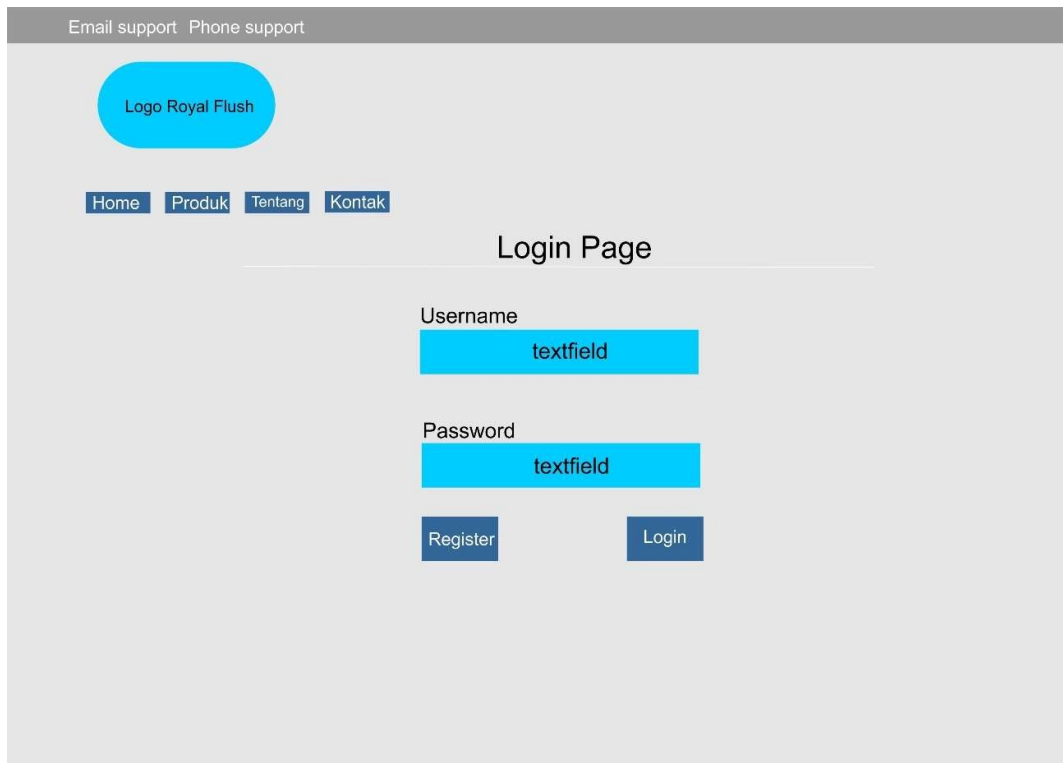 Email support Phone support
Logo Royal Flush
Home Produk Tentang Kontak
Login Page
Username
textfield
Password
textfield
Register Login